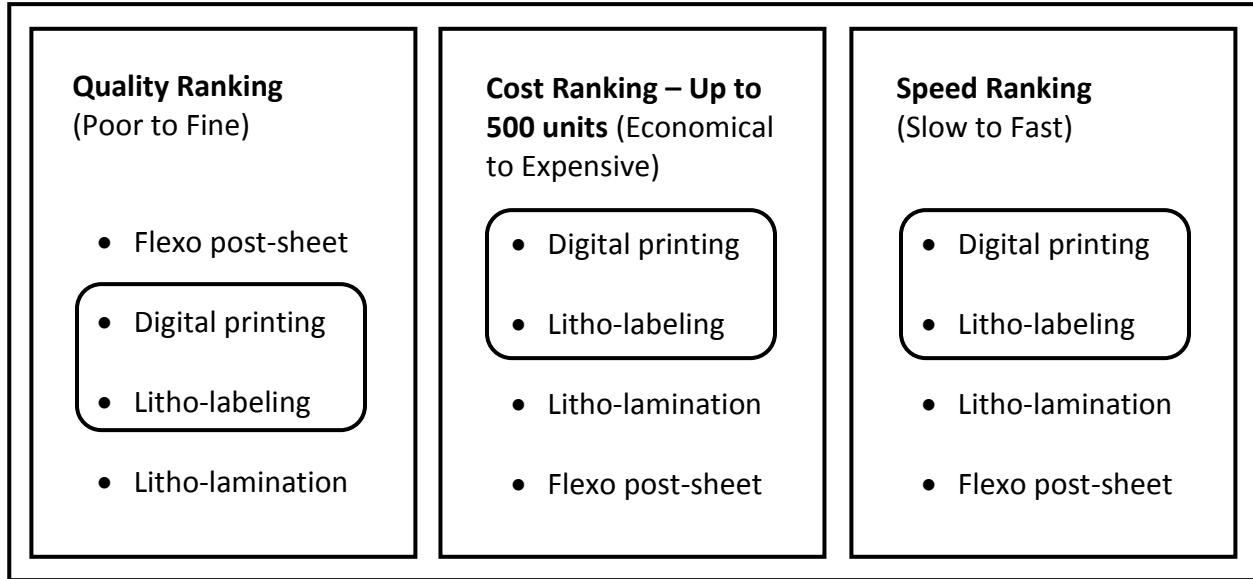 Quality Ranking
(Poor to Fine)
• Flexo post-sheet
• Digital printing
• Litho-labeling
• Litho-lamination
Cost Ranking – Up to
500 units (Economical
to Expensive)
• Digital printing
• Litho-labeling
• Litho-lamination
• Flexo post-sheet
Speed Ranking
(Slow to Fast)
• Digital printing
• Litho-labeling
• Litho-lamination
• Flexo post-sheet